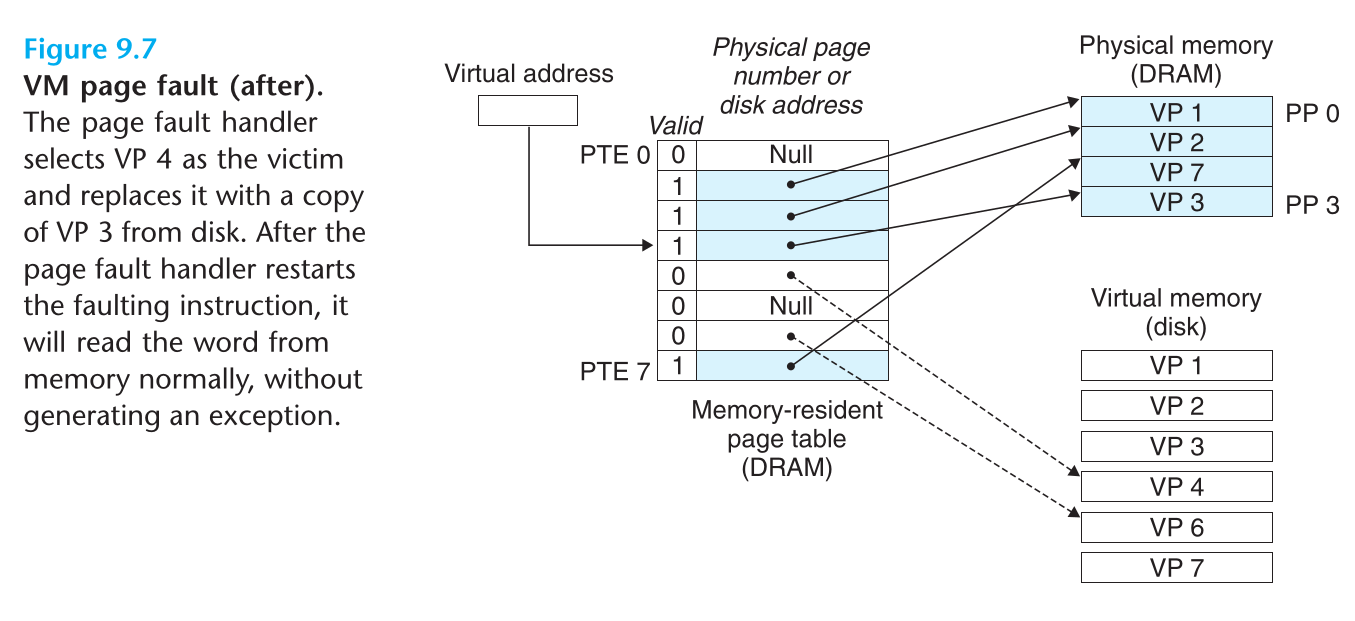 Figure 9.7
VM page fault (after).
The page fault handler
selects VP 4 as the victim
and replaces it with a copy
of VP 3 from disk. After the
page fault handler restarts
the faulting instruction, it
will read the word from
memory normally, without
generating an exception.
Virtual address
Physical page
number or
disk address
Valid
PTE 0
0
Null
1
1
1
0
0
Null
0
PTE 7
1
Memory-resident
page table
(DRAM)
Physical memory
(DRAM)
VP 1
PP 0
VP 2
VP 7
VP 3
PP 3
Virtual memory
(disk)
VP 1
VP 2
VP 3
VP 4
VP 6
VP 7